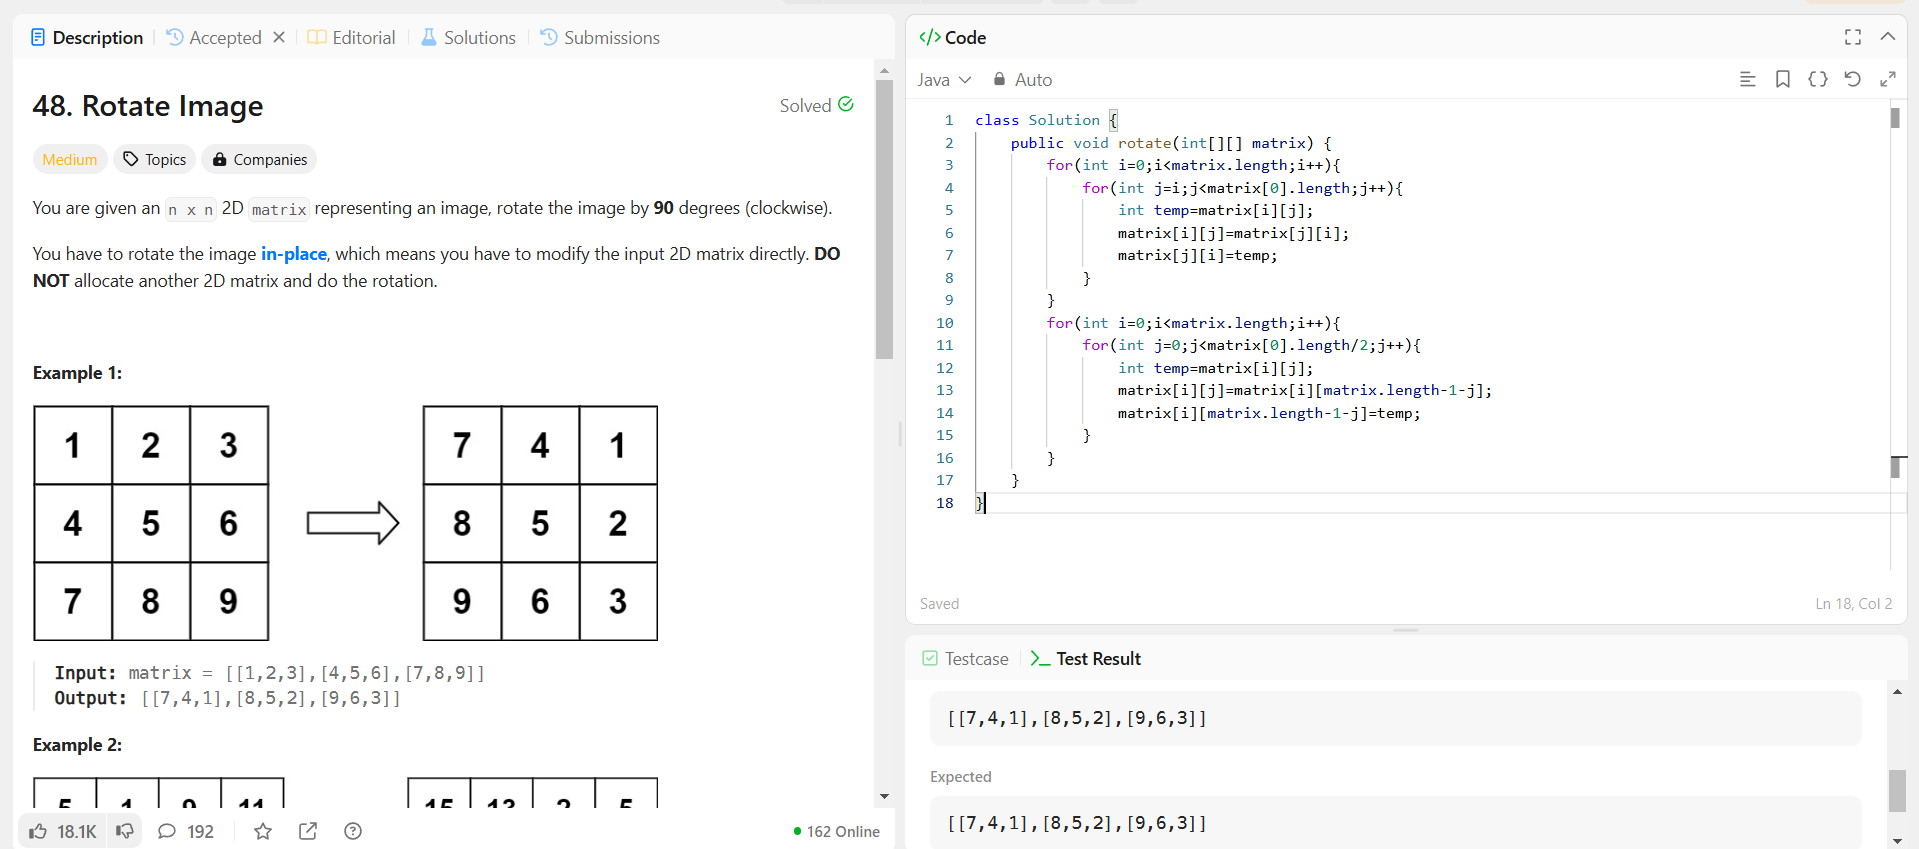 Description
Accepted
Editorial
Solutions
Submissions
48. Rotate Image
Solved
Medium
Topics
Companies
You are given an n x n 2D matrix representing an image, rotate the image by 90 degrees (clockwise).
You have to rotate the image in-place, which means you have to modify the input 2D matrix directly. DO
NOT allocate another 2D matrix and do the rotation.
Example 1:
1 2 3
4 5 6
7 8 9
7 4 1
8 5 2
9 6 3
Input: matrix = [[1,2,3],[4,5,6],[7,8,9]]
Output: [[7,4,1],[8,5,2],[9,6,3]]
Example 2:
5 1 9 11
15 13 2 5
18.1K
192
162 Online
</> Code
Java
Auto
1 class Solution {
2     public void rotate(int[][] matrix) {
3         for(int i=0;i<matrix.length;i++){
4             for(int j=i;j<matrix[0].length;j++){
5                 int temp=matrix[i][j];
6                 matrix[i][j]=matrix[j][i];
7                 matrix[j][i]=temp;
8             }
9         }
10         for(int i=0;i<matrix.length;i++){
11             for(int j=0;j<matrix[0].length/2;j++){
12                 int temp=matrix[i][j];
13                 matrix[i][j]=matrix[i][matrix.length-1-j];
14                 matrix[i][matrix.length-1-j]=temp;
15             }
16         }
17     }
18 }
Saved
Ln 18, Col 2
Testcase
>_ Test Result
[[7,4,1],[8,5,2],[9,6,3]]
Expected
[[7,4,1],[8,5,2],[9,6,3]]